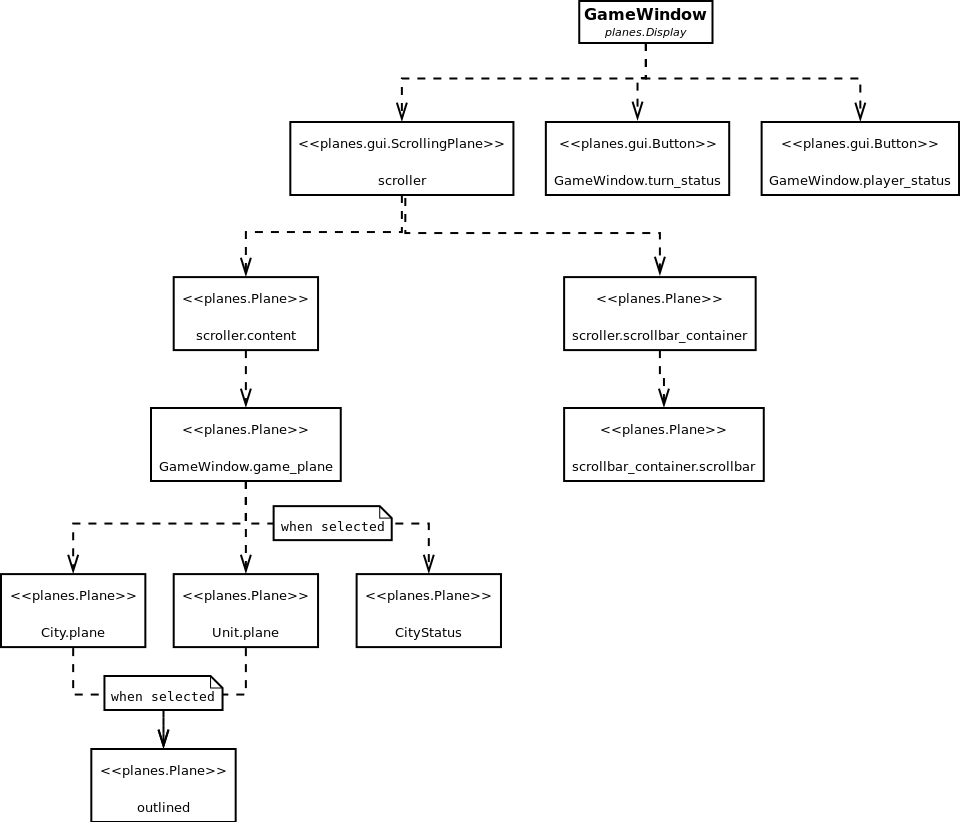 GameWindow
planes.Display
<<planes.gui.ScrollingPlane>>
scroller
<<planes.gui.Button>>
GameWindow.turn_status
<<planes.gui.Button>>
GameWindow.player_status
<<planes.Plane>>
scroller.content
<<planes.Plane>>
scroller.scrollbar_container
<<planes.Plane>>
GameWindow.game_plane
<<planes.Plane>>
scrollbar_container.scrollbar
when selected
<<planes.Plane>>
City.plane
<<planes.Plane>>
Unit.plane
<<planes.Plane>>
CityStatus
when selected
<<planes.Plane>>
outlined